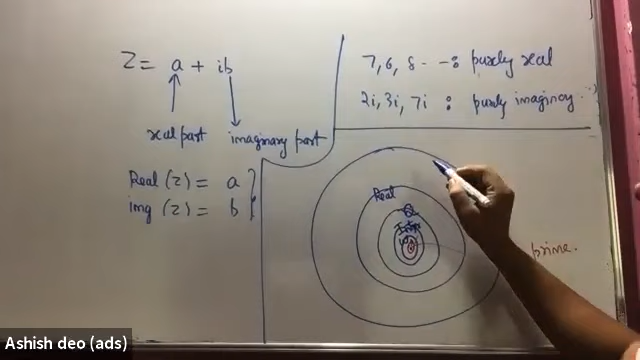 Z = a + ib
real part imaginary part
Real (z) = a
img (z) = b
7, 6, 8 - - : purely real
2i, 3i, 7i : purely imaginary
Real
Q
prime.
Ashish deo (ads)